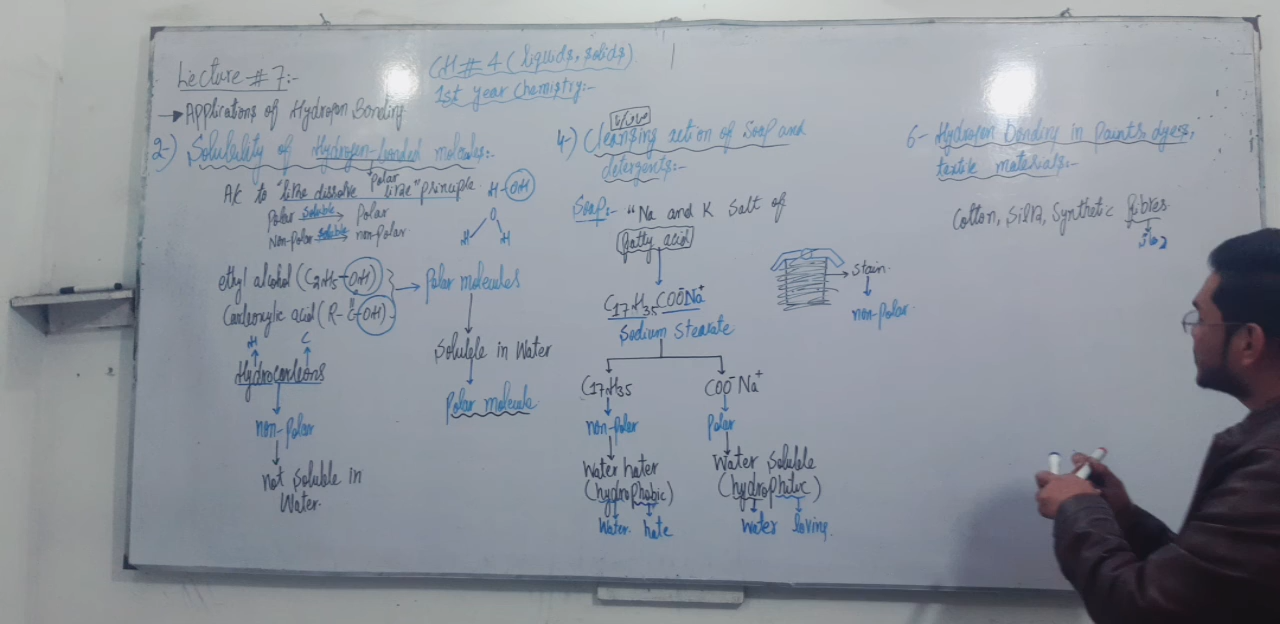 Lecture # 7:-
CH # 4 (liquids, solids)
1st year Chemistry:-
→ Applications of Hydrogen Bonding
2-) Solubility of Hydrogen-bonded molecules:-
A/c to "like dissolve like" principle.
"Polar
H-OH
Polar soluble → Polar
Non-Polar soluble → non-Polar
O
H H
ethyl alcohol (C2H5-OH)
Carboxylic acid (R-C-OH)
O
→ Polar molecules
Soluble in Water
Polar molecule
H C
Hydrocarbons
non-Polar
not soluble in
Water.
4-) Cleansing action of Soap and
detergents:-
Soap:- "Na and K Salt of
fatty acid
C17H35COO⁻Na⁺
Sodium Stearate
C17H35
non-Polar
Water hater
(hydrophobic)
Water hate
COO⁻Na⁺
Polar
Water Soluble
(hydrophilic)
Water loving
→ Stain
non-polar.
6- Hydrogen Bonding in Paints, dyes,
textile materials:-
Cotton, Silk, Synthetic fibres